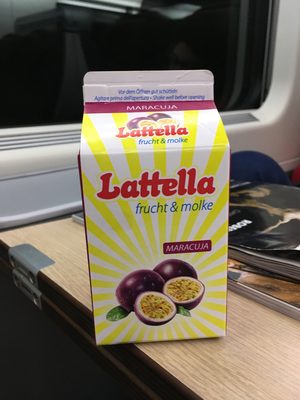 Vor dem Öffnen gut schütteln
Agitare prima dell'apertura • Shake well before opening
MARACUJA
Lattella
frucht & molke
Lattella
frucht & molke
MARACUJA